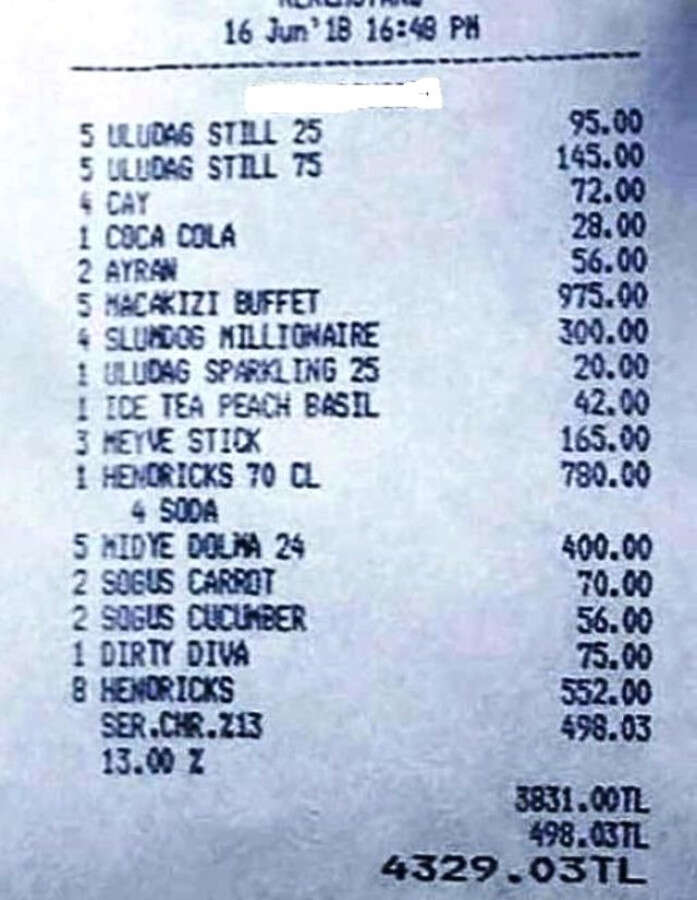 16 Jun'18 16:48 PM
5 ULUDAG STILL 25 95.00
5 ULUDAG STILL 75 145.00
4 CAY 72.00
1 COCA COLA 28.00
2 AYRAN 56.00
5 MACAKIZI BUFFET 975.00
4 SLUMDOG MILLIONAIRE 300.00
1 ULUDAG SPARKLING 25 20.00
1 ICE TEA PEACH BASIL 42.00
3 MEYVE STICK 165.00
1 HENDRICKS 70 CL 780.00
4 SODA
5 MIDYE DOLMA 24 400.00
2 SOGUS CARROT 70.00
2 SOGUS CUCUMBER 56.00
1 DIRTY DIVA 75.00
8 HENDRICKS 552.00
SER.CHR.%13 498.03
13.00 %
3831.00TL
498.03TL
4329.03TL